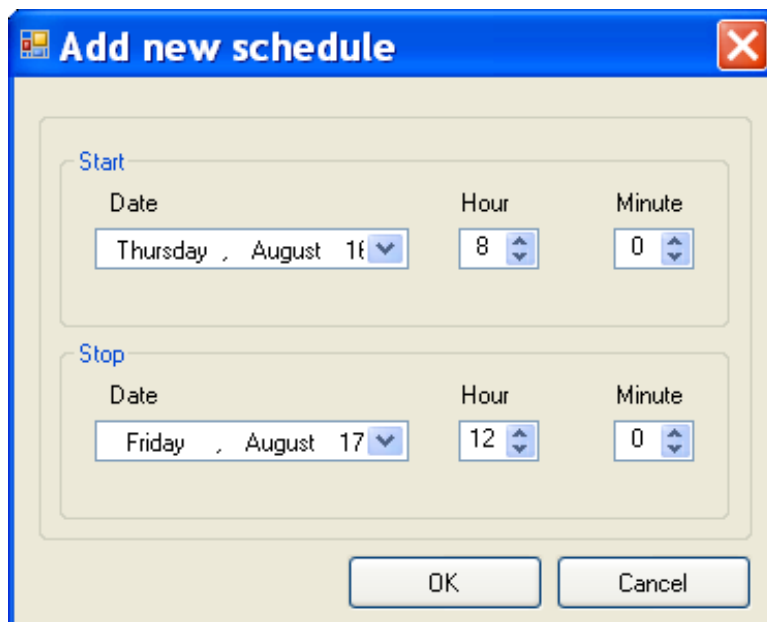 Add new schedule
Start
Date Hour Minute
Thursday , August 16 8 0
Stop
Date Hour Minute
Friday , August 17 12 0
OK Cancel